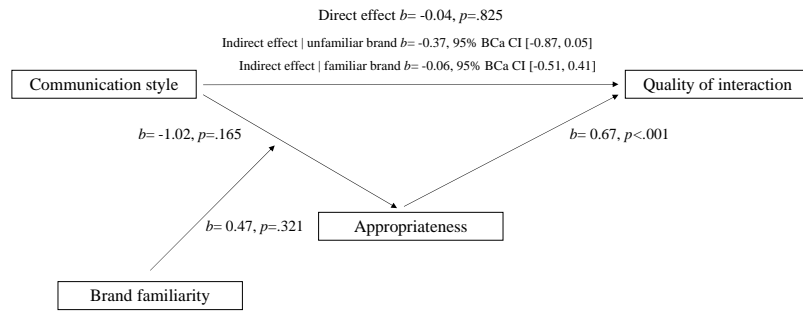 Direct effect b= -0.04, p=.825
Indirect effect | unfamiliar brand b= -0.37, 95% BCa CI [-0.87, 0.05]
Indirect effect | familiar brand b= -0.06, 95% BCa CI [-0.51, 0.41]
Communication style
Quality of interaction
b= -1.02, p=.165
b= 0.67, p<.001
b= 0.47, p=.321
Appropriateness
Brand familiarity